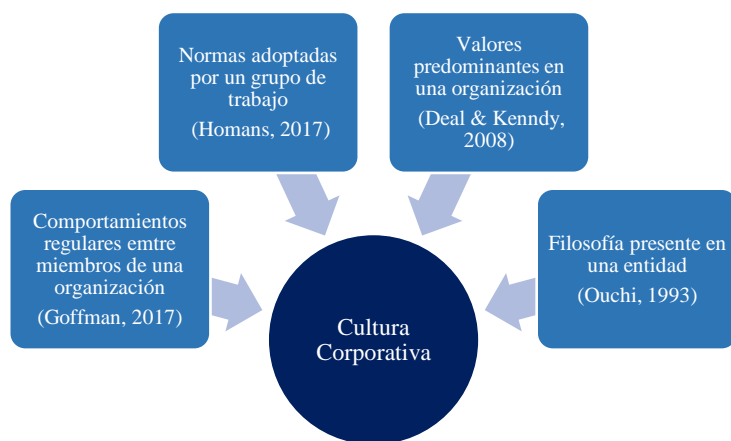 Normas adoptadas
por un grupo de
trabajo
(Homans, 2017)
Valores
predominantes en
una organización
(Deal & Kenndy,
2008)
Comportamientos
regulares emtre
miembros de una
organización
(Goffman, 2017)
Filosofía presente en
una entidad
(Ouchi, 1993)
Cultura
Corporativa